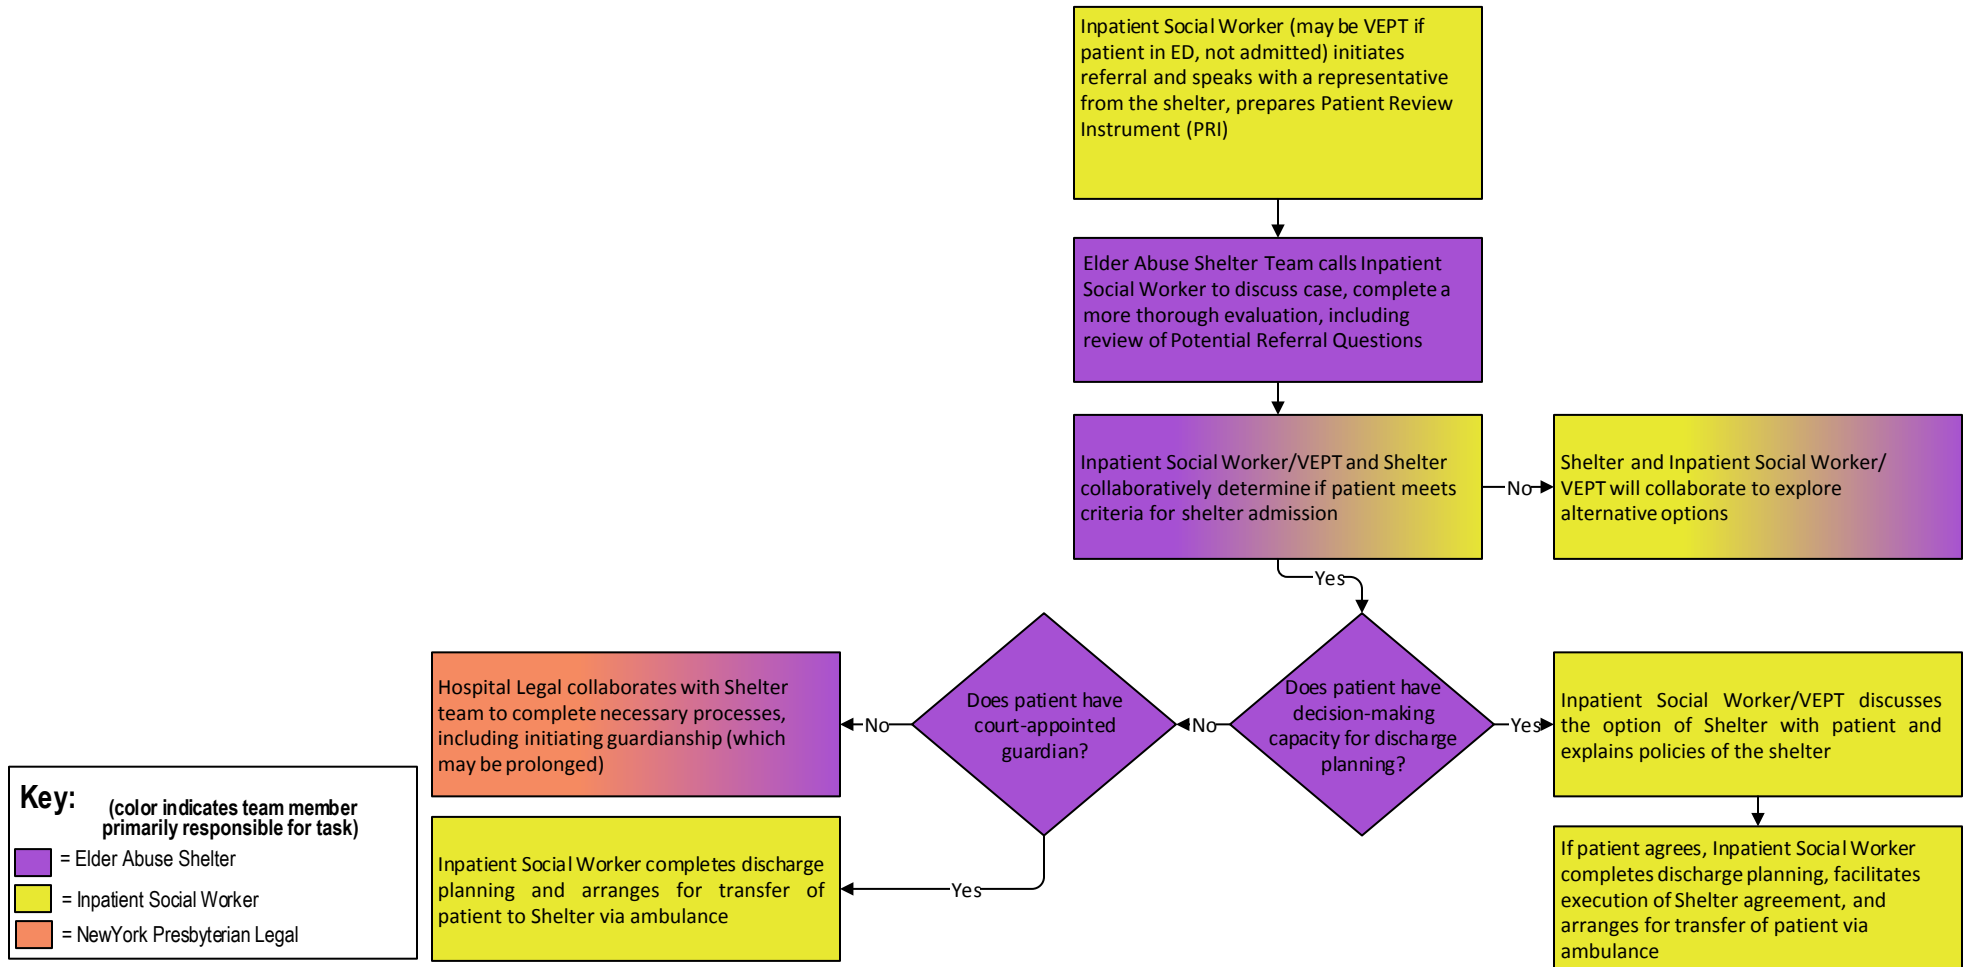 Inpatient Social Worker (may be VEPT if
patient in ED, not admitted) initiates
referral and speaks with a representative
from the shelter, prepares Patient Review
Instrument (PRI)
Elder Abuse Shelter Team calls Inpatient
Social Worker to discuss case, complete a
more thorough evaluation, including
review of Potential Referral Questions
Inpatient Social Worker/VEPT and Shelter
collaboratively determine if patient meets
criteria for shelter admission
No
Shelter and Inpatient Social Worker/
VEPT will collaborate to explore
alternative options
Yes
Does patient have
decision-making
capacity for discharge
planning?
Yes
Inpatient Social Worker/VEPT discusses
the option of Shelter with patient and
explains policies of the shelter
If patient agrees, Inpatient Social Worker
completes discharge planning, facilitates
execution of Shelter agreement, and
arranges for transfer of patient via
ambulance
No
Does patient have
court-appointed
guardian?
No
Hospital Legal collaborates with Shelter
team to complete necessary processes,
including initiating guardianship (which
may be prolonged)
Yes
Inpatient Social Worker completes discharge
planning and arranges for transfer of
patient to Shelter via ambulance
Key:
(color indicates team member
primarily responsible for task)
= Elder Abuse Shelter
= Inpatient Social Worker
= NewYork Presbyterian Legal